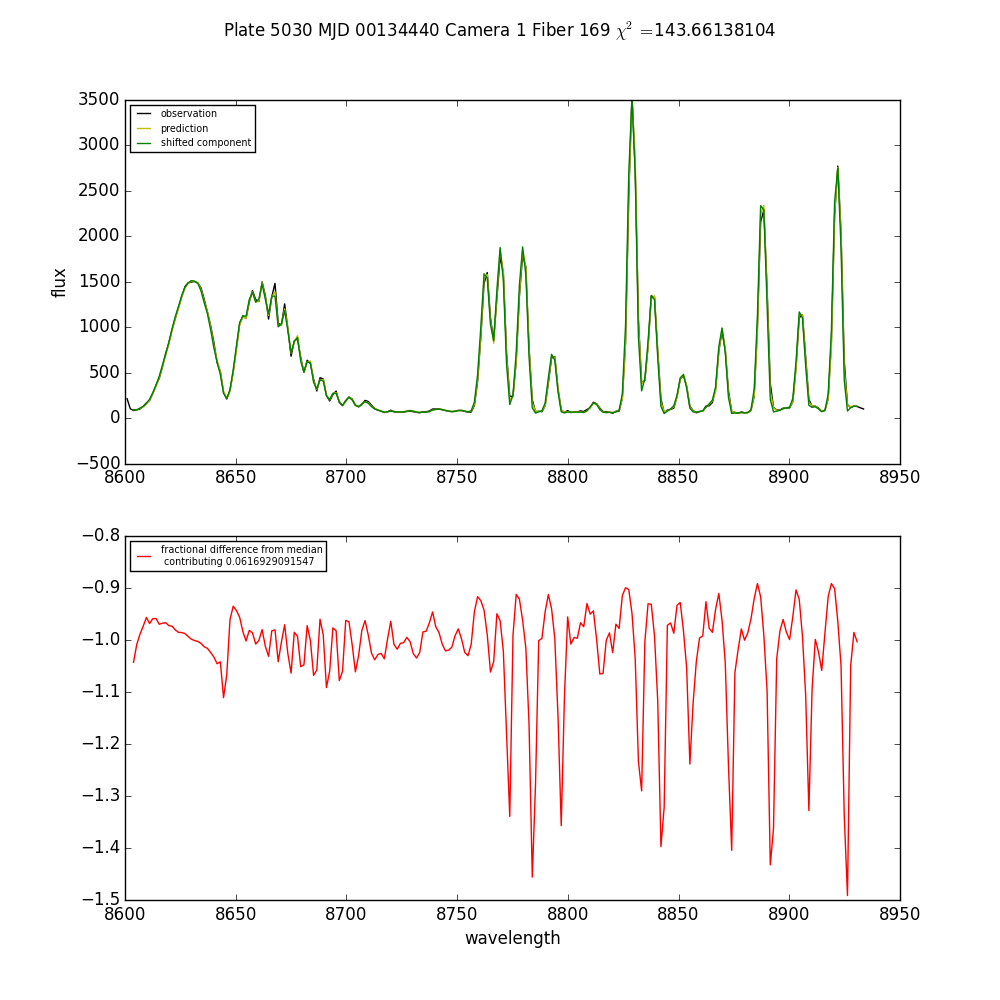 Plate 5030 MJD 00134440 Camera 1 Fiber 169 χ² =143.66138104
3500
3000
2500
2000
1500
1000
500
0
−500
flux
observation
prediction
shifted component
8600 8650 8700 8750 8800 8850 8900 8950
−0.8
−0.9
−1.0
−1.1
−1.2
−1.3
−1.4
−1.5
fractional difference from median
contributing 0.0616929091547
8600 8650 8700 8750 8800 8850 8900 8950
wavelength